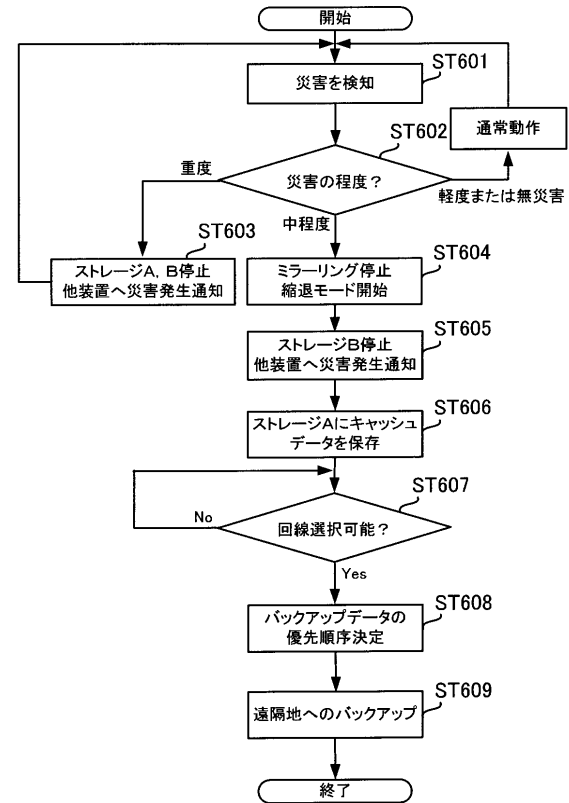 開始
ST601
災害を検知
通常動作
ST602
災害の程度？
重度
軽度または無災害
中程度
ST603
ストレージA，B停止
他装置へ災害発生通知
ST604
ミラーリング停止
縮退モード開始
ST605
ストレージB停止
他装置へ災害発生通知
ST606
ストレージAにキャッシュ
データを保存
ST607
回線選択可能？
No
Yes
ST608
バックアップデータの
優先順序決定
ST609
遠隔地へのバックアップ
終了